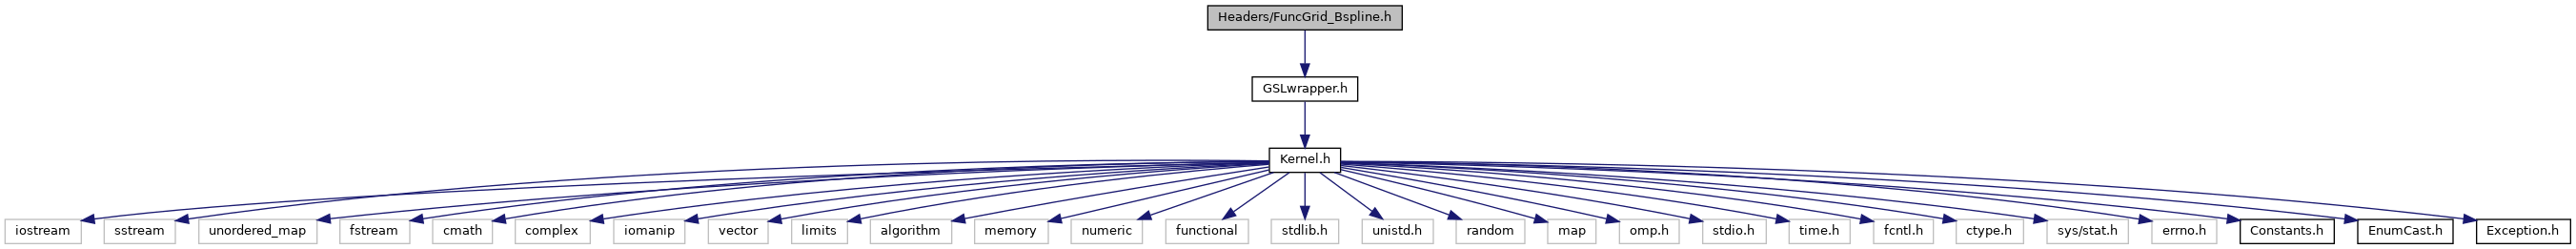 Headers/FuncGrid_Bspline.h
GSLwrapper.h
Kernel.h
iostream
sstream
unordered_map
fstream
cmath
complex
iomanip
vector
limits
algorithm
memory
numeric
functional
stdlib.h
unistd.h
random
map
omp.h
stdio.h
time.h
fcntl.h
ctype.h
sys/stat.h
errno.h
Constants.h
EnumCast.h
Exception.h